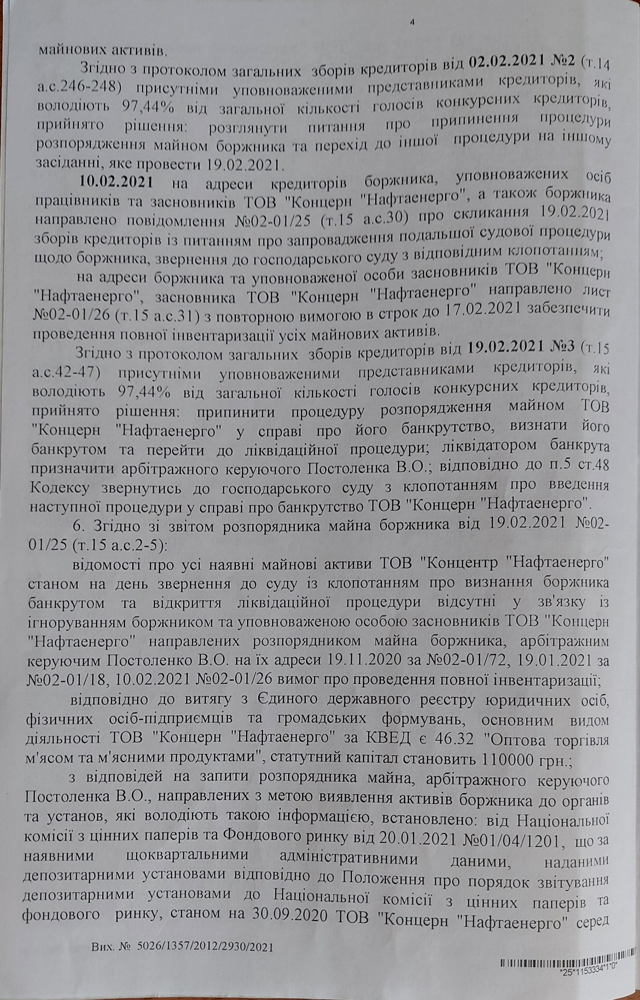 4
майнових активів.
Згідно з протоколом загальних зборів кредиторів від 02.02.2021 №2 (т.14
а.с.246-248) присутніми уповноваженими представниками кредиторів, які
володіють 97,44% від загальної кількості голосів конкурсних кредиторів,
прийнято рішення: розглянути питання про припинення процедури
розпорядження майном боржника та перехід до іншої процедури на іншому
засіданні, яке провести 19.02.2021.
10.02.2021 на адреси кредиторів боржника, уповноважених осіб
працівників та засновників ТОВ "Концерн "Нафтаенерго", а також боржника
направлено повідомлення №02-01/25 (т.15 а.с.30) про скликання 19.02.2021
зборів кредиторів із питанням про запровадження подальшої судової процедури
щодо боржника, звернення до господарського суду з відповідним клопотанням;
на адреси боржника та уповноваженої особи засновників ТОВ "Концерн
"Нафтаенерго", засновника ТОВ "Концерн "Нафтаенерго" направлено лист
№02-01/26 (т.15 а.с.31) з повторною вимогою в строк до 17.02.2021 забезпечити
проведення повної інвентаризації усіх майнових активів.
Згідно з протоколом загальних зборів кредиторів від 19.02.2021 №3 (т.15
а.с.42-47) присутніми уповноваженими представниками кредиторів, які
володіють 97,44% від загальної кількості голосів конкурсних кредиторів,
прийнято рішення: припинити процедуру розпорядження майном ТОВ
"Концерн "Нафтаенерго" у справі про його банкрутство, визнати його
банкрутом та перейти до ліквідаційної процедури; ліквідатором банкрута
призначити арбітражного керуючого Постоленка В.О.; відповідно до п.5 ст.48
Кодексу звернутись до господарського суду з клопотанням про введення
наступної процедури у справі про банкрутство ТОВ "Концерн "Нафтаенерго".
6. Згідно зі звітом розпорядника майна боржника від 19.02.2021 №02-
01/25 (т.15 а.с.2-5):
відомості про усі наявні майнові активи ТОВ "Концентр "Нафтаенерго"
станом на день звернення до суду із клопотанням про визнання боржника
банкрутом та відкриття ліквідаційної процедури відсутні у зв'язку із
ігноруванням боржником та уповноваженою особою засновників ТОВ "Концерн
"Нафтаенерго" направлених розпорядником майна боржника, арбітражним
керуючим Постоленко В.О. на їх адреси 19.11.2020 за №02-01/72, 19.01.2021 за
№02-01/18, 10.02.2021 №02-01/26 вимог про проведення повної інвентаризації;
відповідно до витягу з Єдиного державного реєстру юридичних осіб,
фізичних осіб-підприємців та громадських формувань, основним видом
діяльності ТОВ "Концерн "Нафтаенерго" за КВЕД є 46.32 "Оптова торгівля
м'ясом та м'ясними продуктами", статутний капітал становить 110000 грн.;
з відповідей на запити розпорядника майна, арбітражного керуючого
Постоленка В.О., направлених з метою виявлення активів боржника до органів
та установ, які володіють такою інформацією, встановлено: від Національної
комісії з цінних паперів та Фондового ринку від 20.01.2021 №01/04/1201, що за
наявними щоквартальними адміністративними даними, наданими
депозитарними установами відповідно до Положення про порядок звітування
депозитарними установами до Національної комісії з цінних паперів та
фондового ринку, станом на 30.09.2020 ТОВ "Концерн "Нафтаенерго" серед
Вих. № 5026/1357/2012/2930/2021
*25*1153334*1*0*